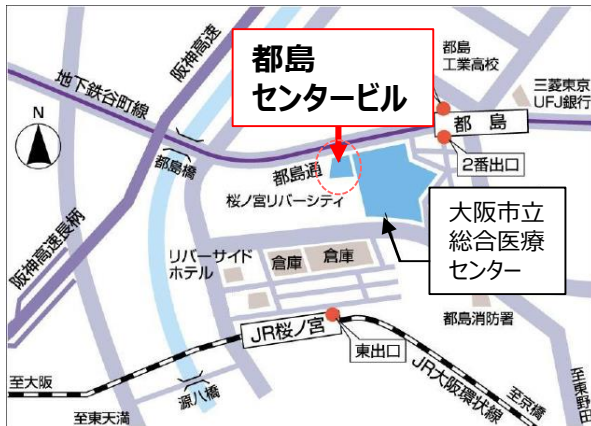 都島
センタービル
都島
工業高校
三菱東京
UFJ銀行
都 島
2番出口
阪神高速
地下鉄谷町線
N
都島橋
都島通
桜ノ宮リバーシティ
大阪市立
総合医療
センター
阪神高速長柄
リバーサイド
ホテル
倉庫
倉庫
都島消防署
JR桜ノ宮
東出口
JR大阪環状線
至大阪
源八橋
至東天満
至京橋
至東野田